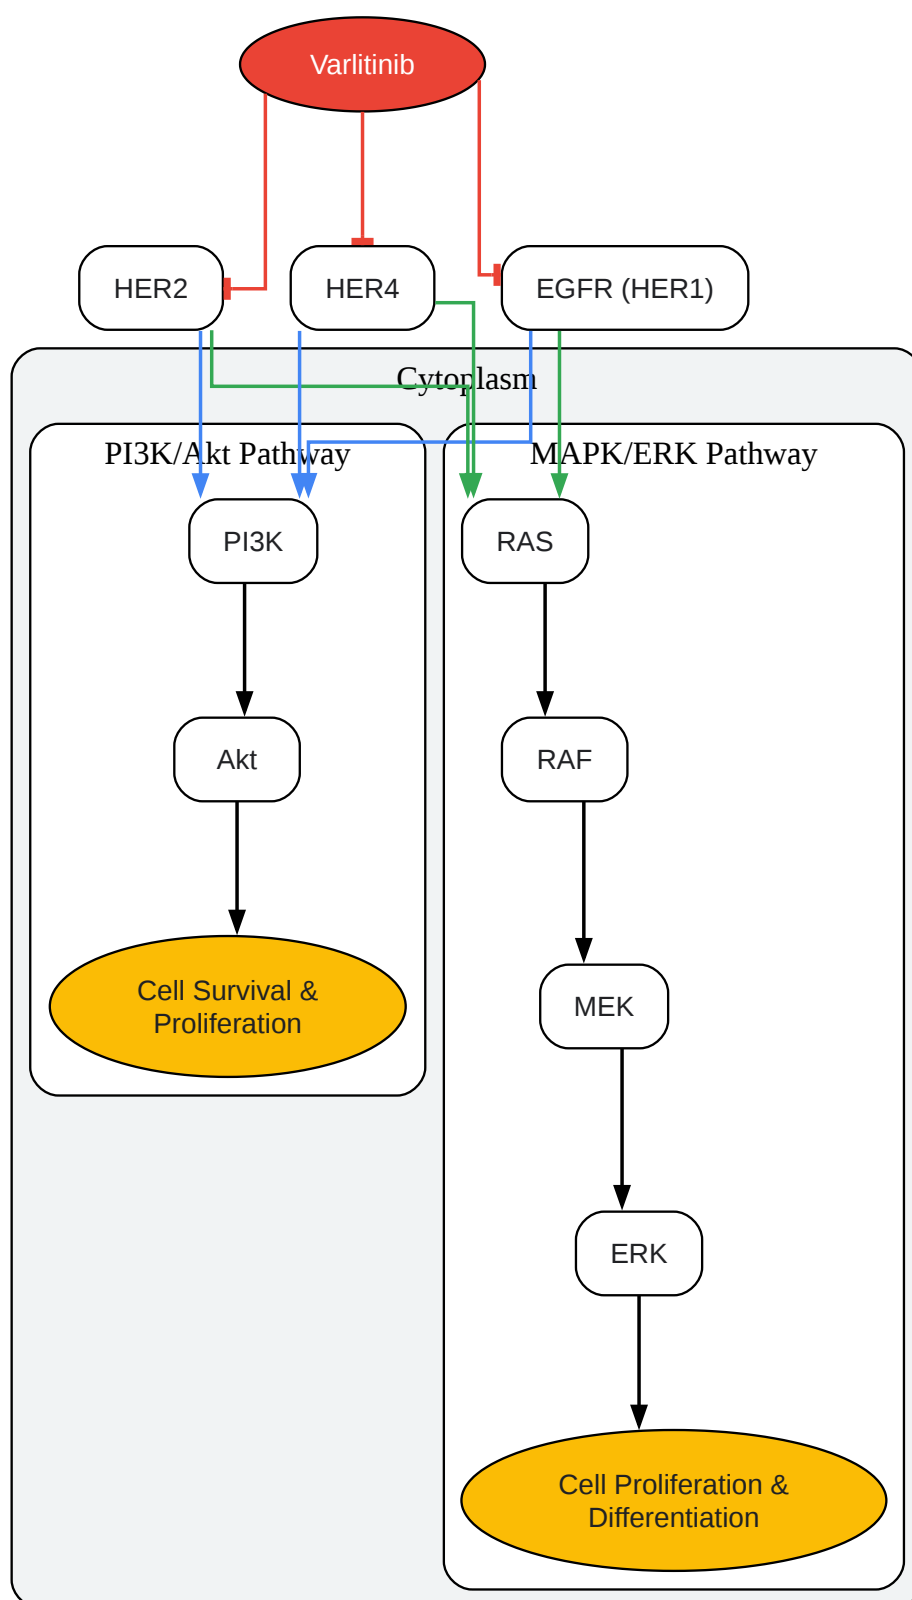 Varlitinib
HER2
HER4
EGFR (HER1)
Cytoplasm
PI3K/Akt Pathway
MAPK/ERK Pathway
PI3K
RAS
Akt
RAF
Cell Survival &
Proliferation
MEK
ERK
Cell Proliferation &
Differentiation